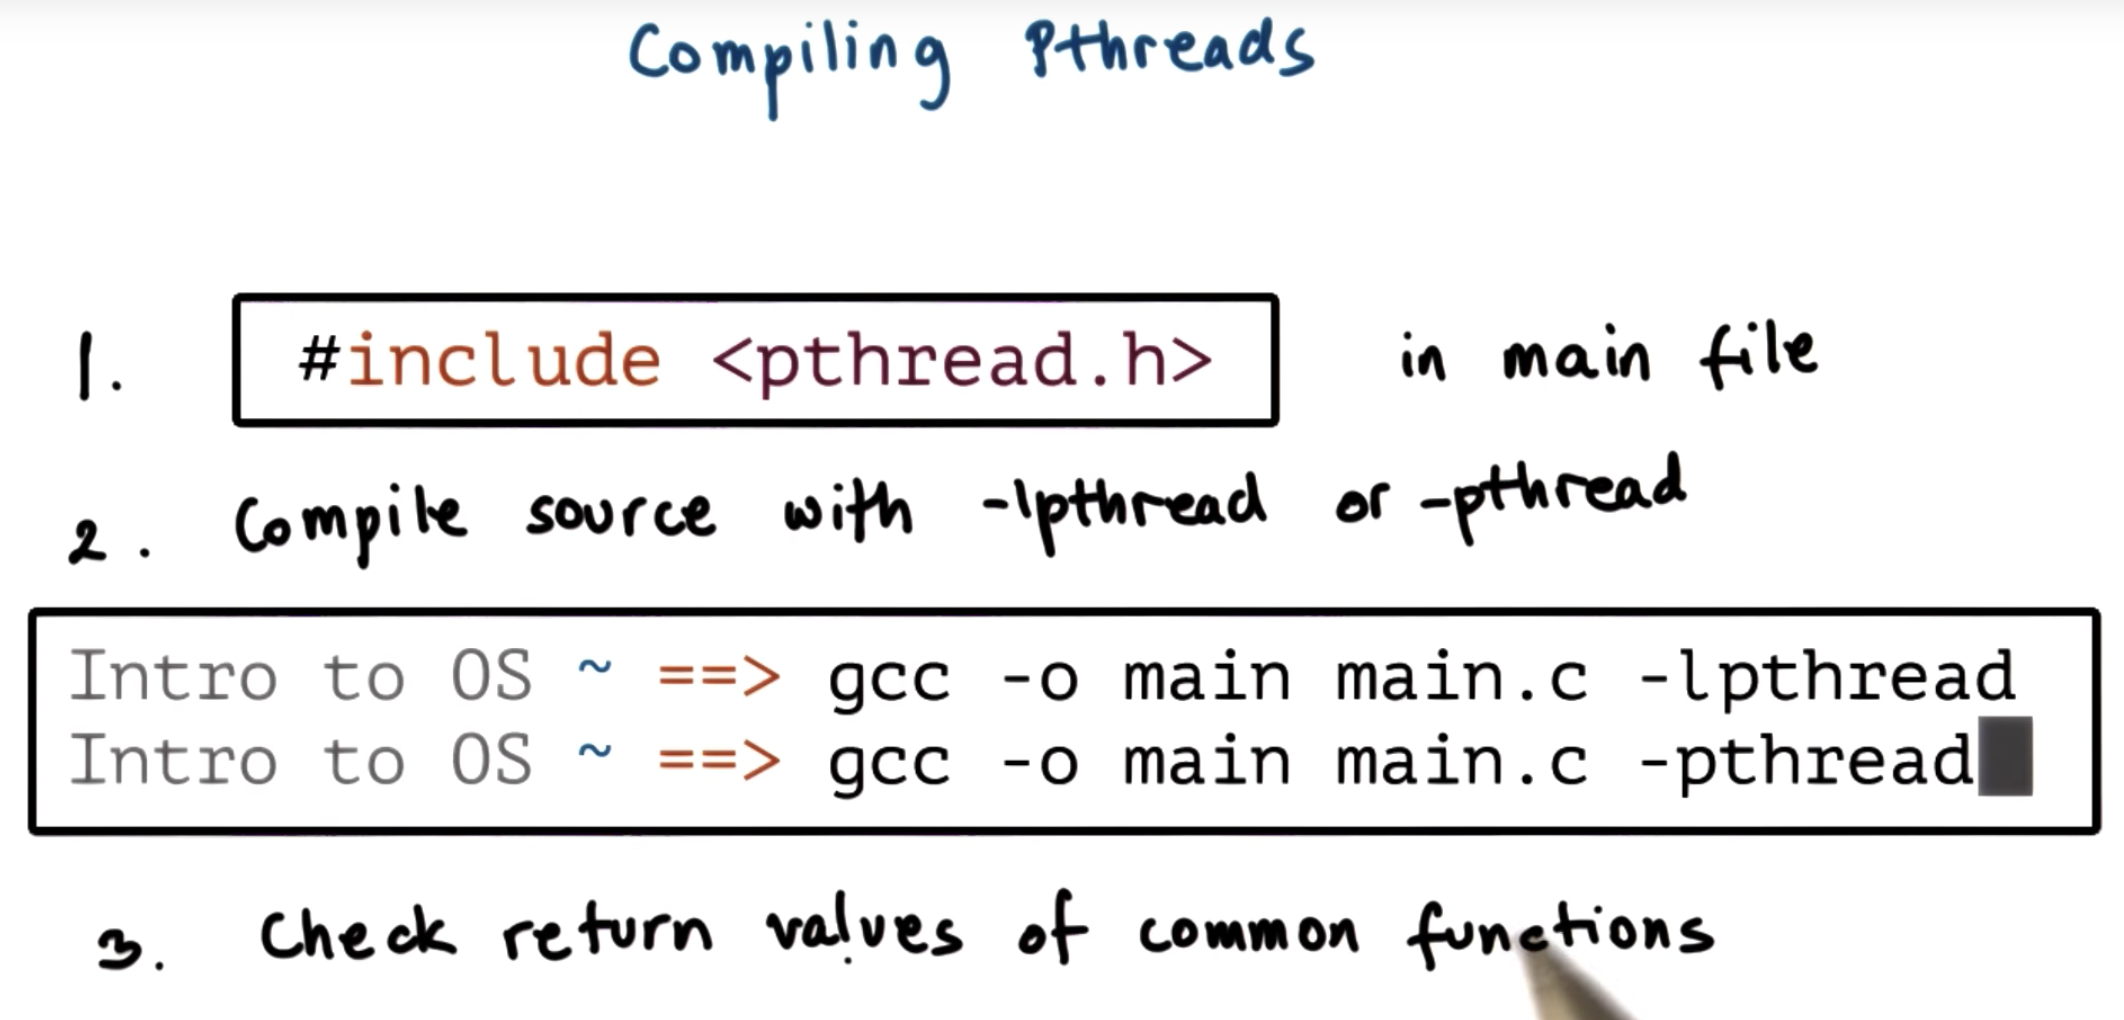 Compiling Pthreads
1. #include <pthread.h> in main file
2. Compile source with -lpthread or -pthread
Intro to OS ~ ==> gcc -o main main.c -lpthread
Intro to OS ~ ==> gcc -o main main.c -pthread
3. Check return values of common functions